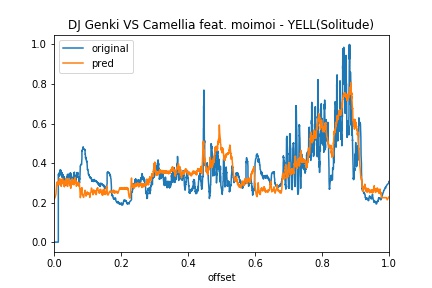 DJ Genki VS Camellia feat. moimoi - YELL(Solitude)
original
pred
1.0
0.8
0.6
0.4
0.2
0.0
0.0 0.2 0.4 0.6 0.8 1.0
offset